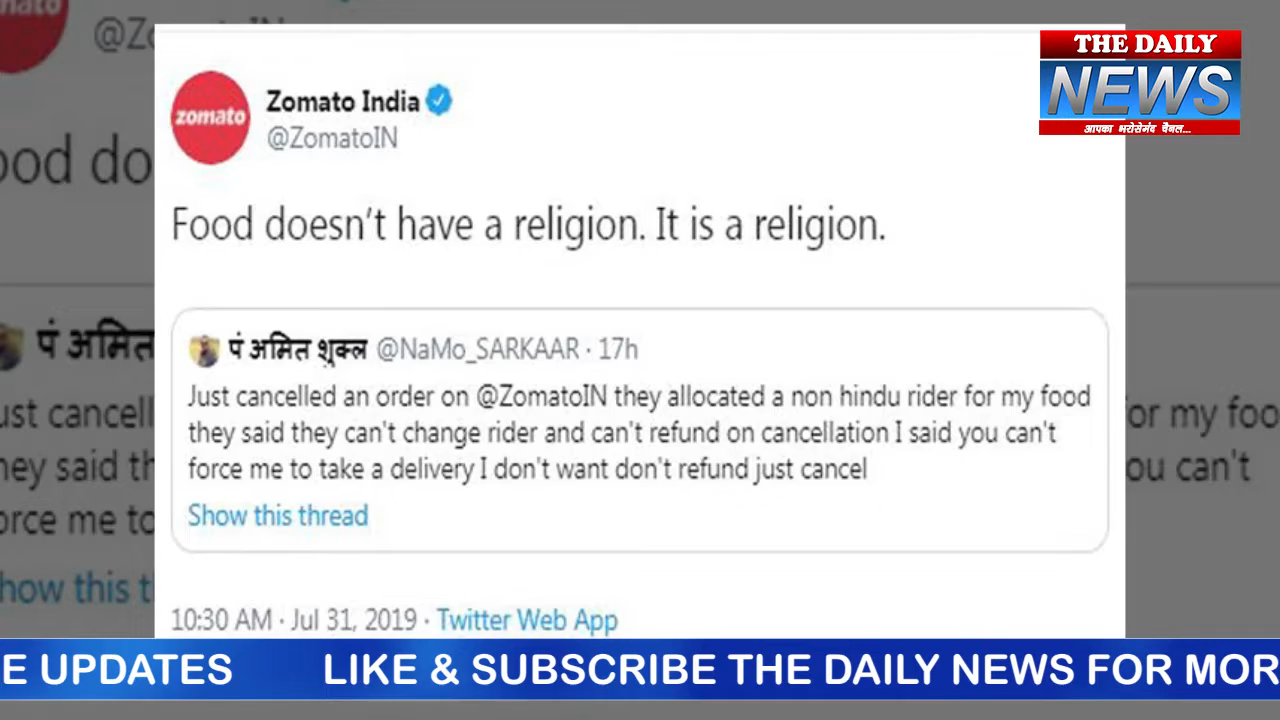 THE DAILY
NEWS
आपका भरोसेमंद चैनल...
zomato
Zomato India
@ZomatoIN
Food doesn't have a religion. It is a religion.
पं अमित शुक्ल @NaMo_SARKAAR · 17h
Just cancelled an order on @ZomatoIN they allocated a non hindu rider for my food
they said they can't change rider and can't refund on cancellation I said you can't
force me to take a delivery I don't want don't refund just cancel
Show this thread
10:30 AM · Jul 31, 2019 · Twitter Web App
E UPDATES LIKE & SUBSCRIBE THE DAILY NEWS FOR MOR